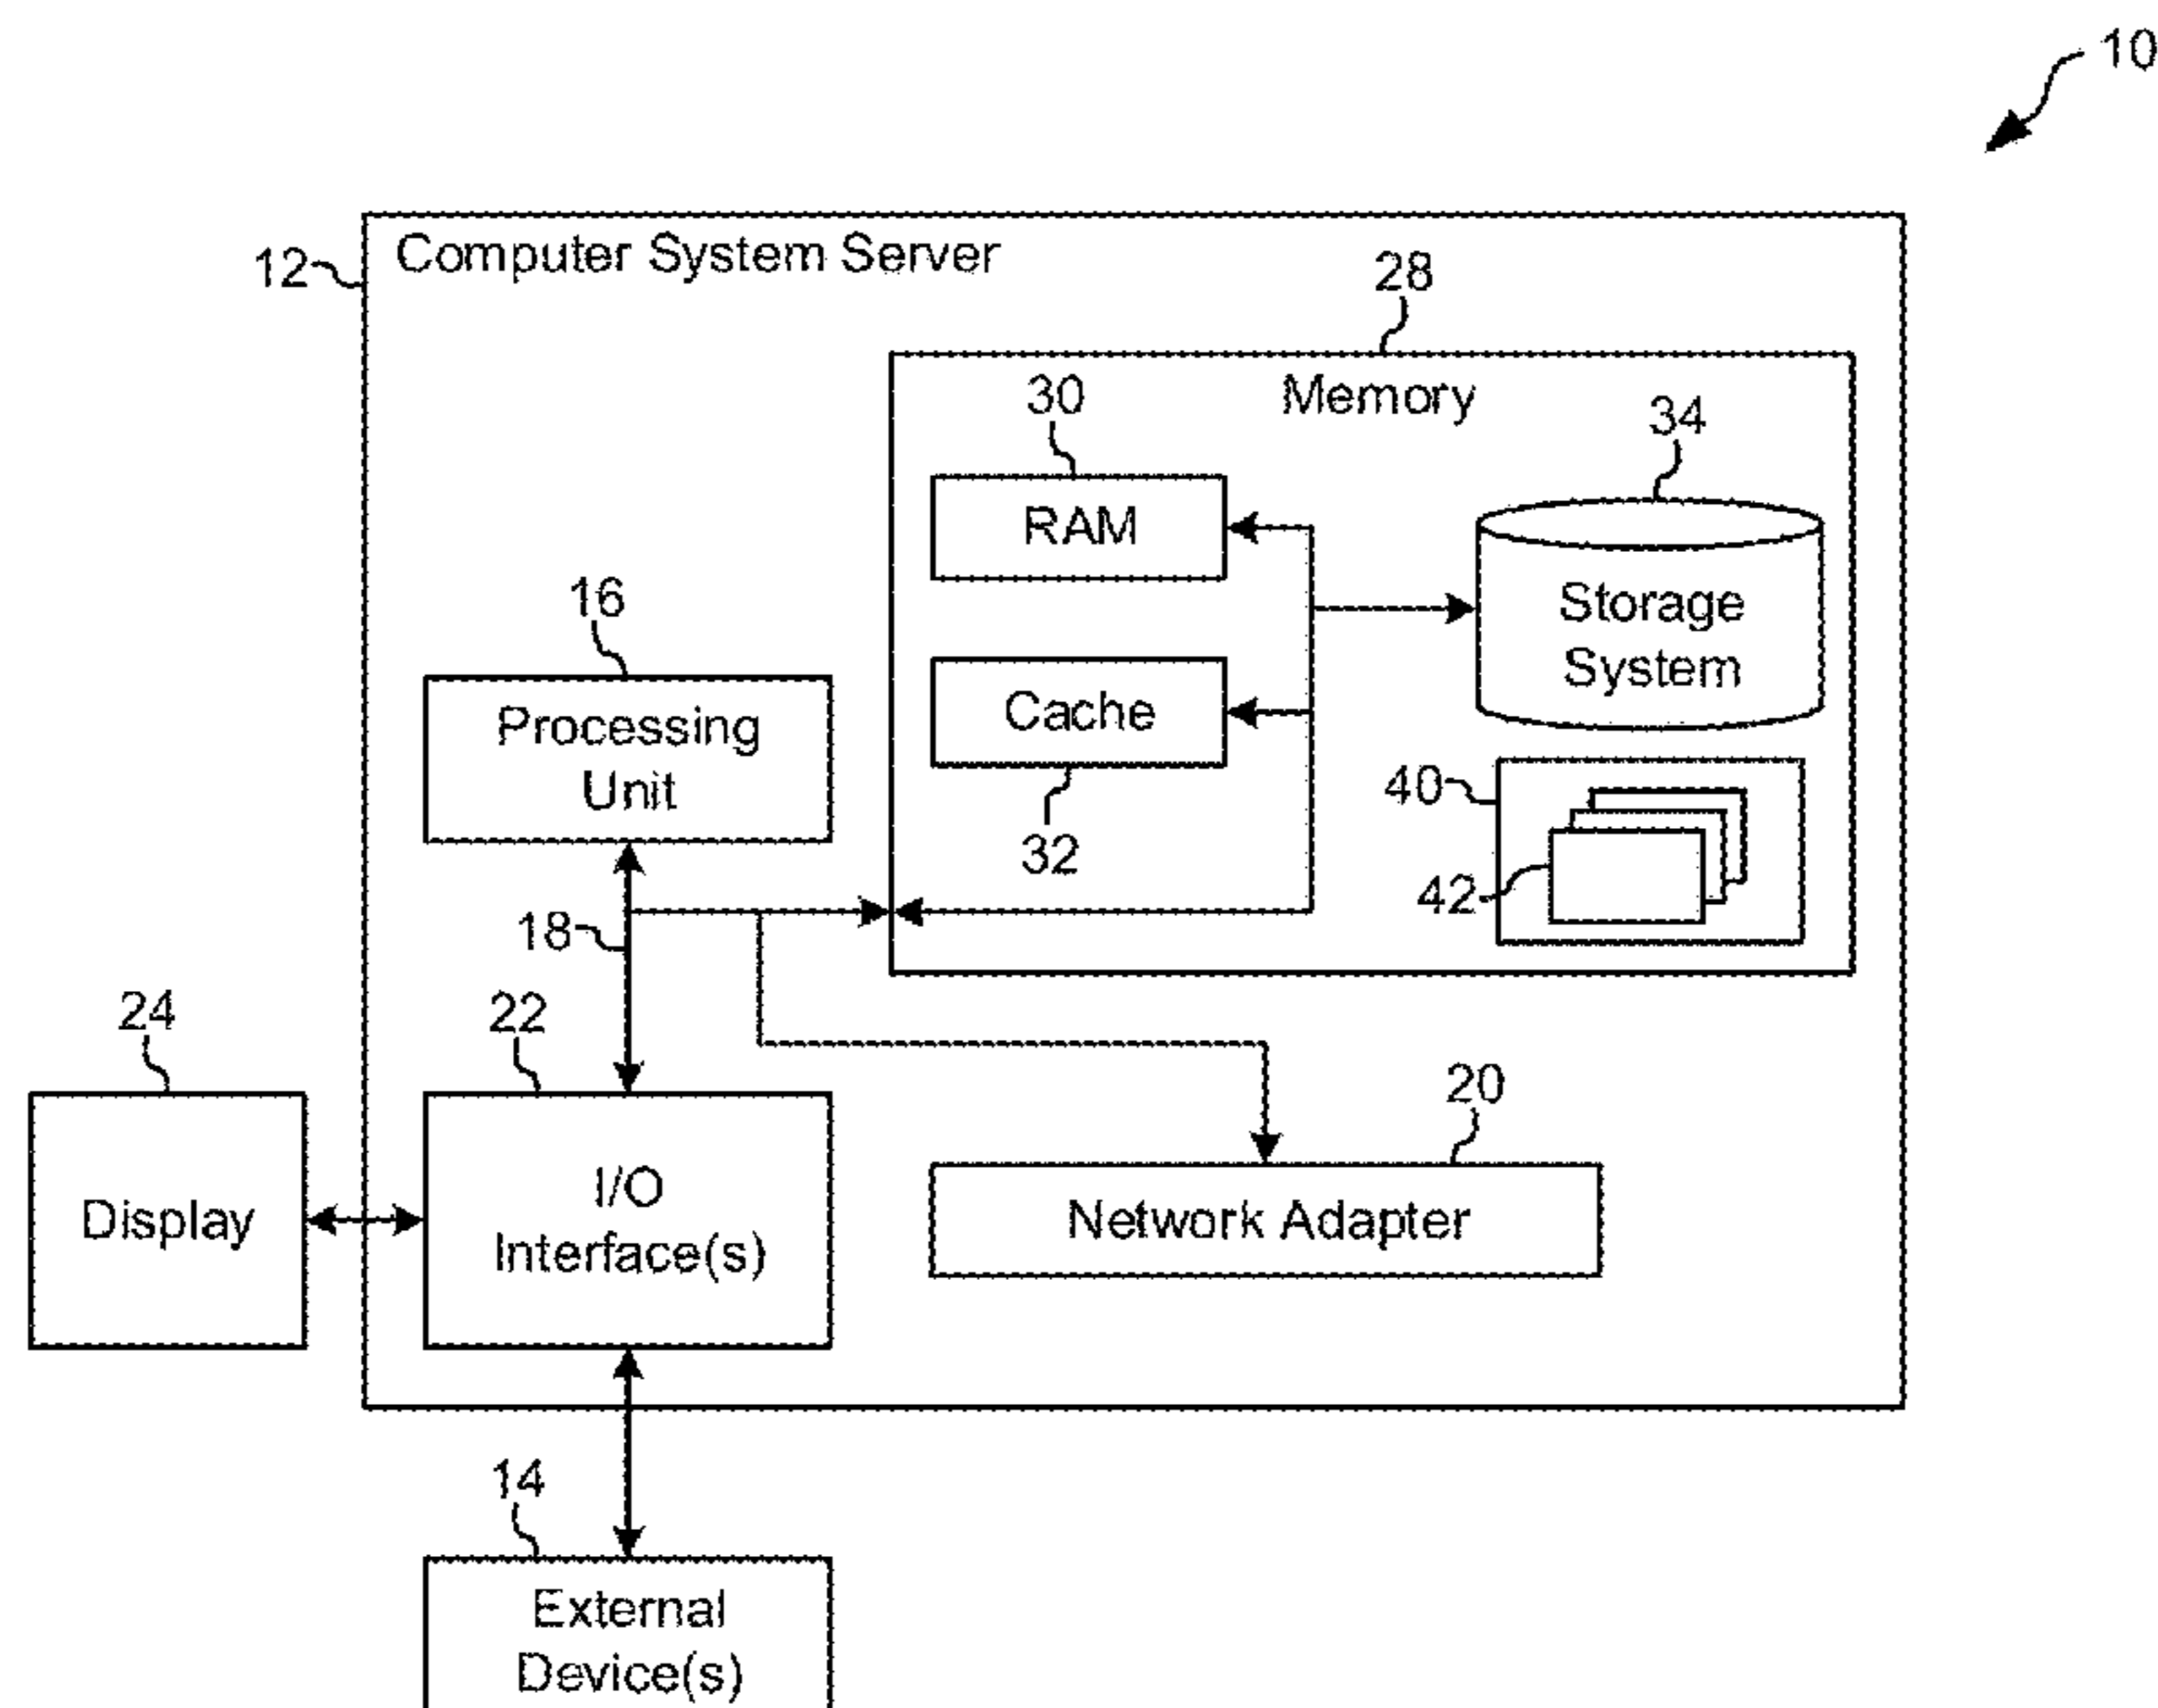 10
12
Computer System Server
28
Memory
30
34
RAM
Storage
System
16
Processing
Unit
Cache
32
40
42
18
24
22
20
Display
I/O
Interface(s)
Network Adapter
14
External
Device(s)